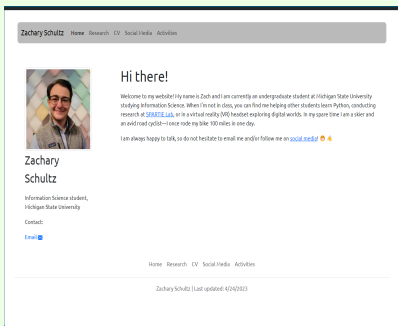 Zachary Schultz Home Research CV Social Media Activities
Hi there!
Welcome to my website! My name is Zach and I am currently an undergraduate student at Michigan State University
studying Information Science. When I'm not in class, you can find me helping other students learn Python, conducting
research at SPARTIE Lab, or in a virtual reality (VR) headset exploring digital worlds. In my spare time I am a skier and
an avid road cyclist—I once rode my bike 100 miles in one day.
I am always happy to talk, so do not hesitate to email me and/or follow me on social media! 😁 🤙
Zachary
Schultz
Information Science student,
Michigan State University
Contact:
Email
Home Research CV Social Media Activities
Zachary Schultz | Last updated: 4/24/2023